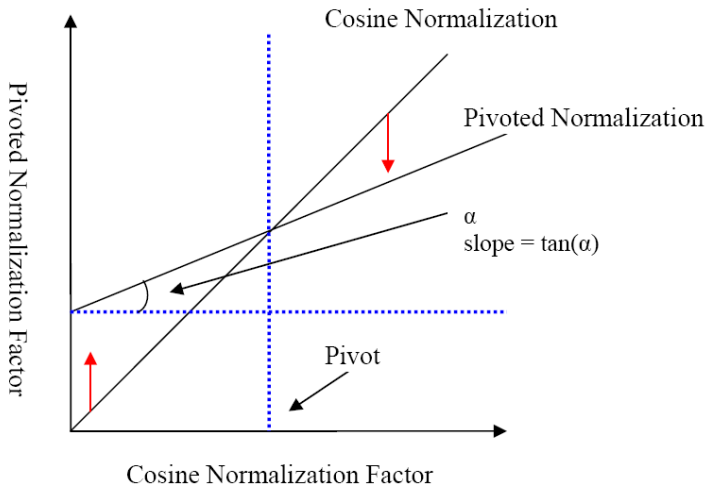 Cosine Normalization
Pivoted Normalization
α
slope = tan(α)
Pivot
Pivoted Normalization Factor
Cosine Normalization Factor